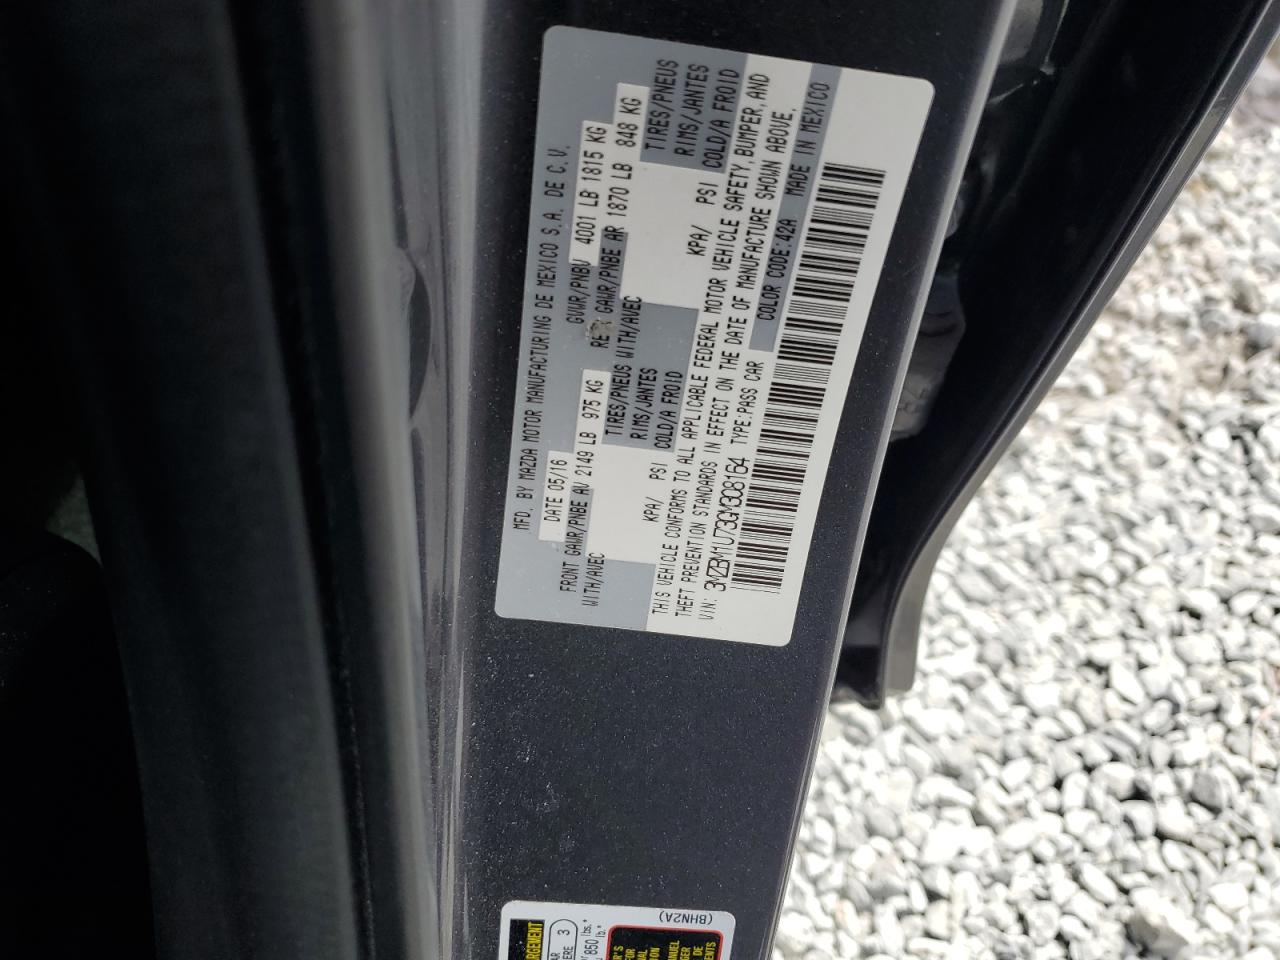 MFD. BY MAZDA MOTOR MANUFACTURING DE MEXICO S.A. DE C.V.
DATE 05/16 GVWR/PNBV 4001 LB 1815 KG
FRONT GAWR/PNBE AV 2149 LB 975 KG REAR GAWR/PNBE AR 1870 LB 848 KG
WITH/AVEC TIRES/PNEUS WITH/AVEC TIRES/PNEUS
RIMS/JANTES RIMS/JANTES
KPA/ PSI COLD/A FROID KPA/ PSI COLD/A FROID
THIS VEHICLE CONFORMS TO ALL APPLICABLE FEDERAL MOTOR VEHICLE SAFETY, BUMPER, AND
THEFT PREVENTION STANDARDS IN EFFECT ON THE DATE OF MANUFACTURE SHOWN ABOVE.
VIN: 3MZBM1U73GM308164 TYPE:PASS CAR COLOR CODE:42A MADE IN MEXICO
(BHN2A)
3
850 lb.*